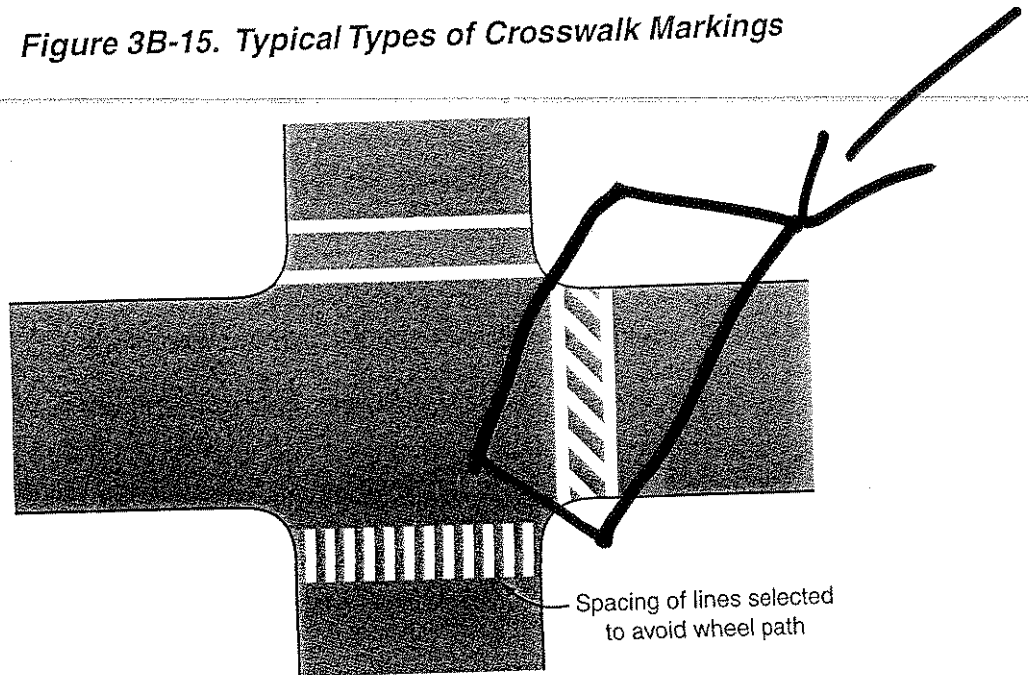 Figure 3B-15. Typical Types of Crosswalk Markings
Spacing of lines selected
to avoid wheel path